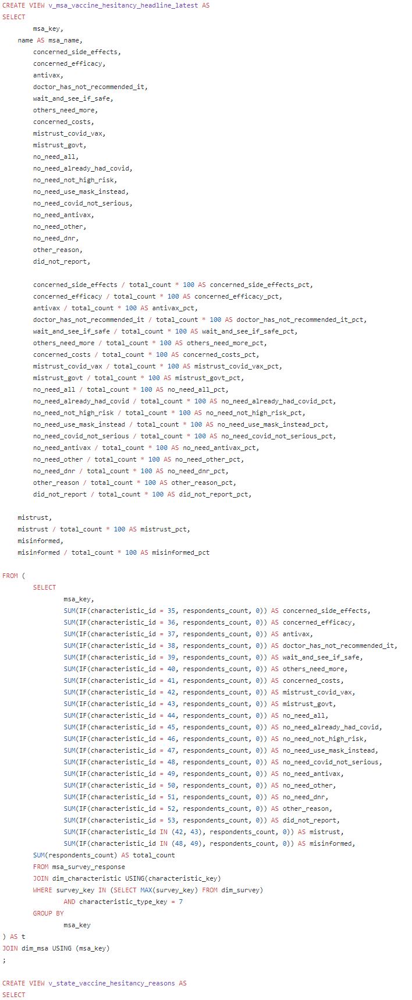 CREATE VIEW v_msa_vaccine_hesitancy_headline_latest AS
SELECT
msa_key,
name AS msa_name,
concerned_side_effects,
concerned_efficacy,
antivax,
doctor_has_not_recommended_it,
wait_and_see_if_safe,
others_need_more,
concerned_costs,
mistrust_covid_vax,
mistrust_govt,
no_need_all,
no_need_already_had_covid,
no_need_not_high_risk,
no_need_use_mask_instead,
no_need_covid_not_serious,
no_need_antivax,
no_need_other,
no_need_dnr,
other_reason,
did_not_report,
concerned_side_effects / total_count * 100 AS concerned_side_effects_pct,
concerned_efficacy / total_count * 100 AS concerned_efficacy_pct,
antivax / total_count * 100 AS antivax_pct,
doctor_has_not_recommended_it / total_count * 100 AS doctor_has_not_recommended_it_pct,
wait_and_see_if_safe / total_count * 100 AS wait_and_see_if_safe_pct,
others_need_more / total_count * 100 AS others_need_more_pct,
concerned_costs / total_count * 100 AS concerned_costs_pct,
mistrust_covid_vax / total_count * 100 AS mistrust_covid_vax_pct,
mistrust_govt / total_count * 100 AS mistrust_govt_pct,
no_need_all / total_count * 100 AS no_need_all_pct,
no_need_already_had_covid / total_count * 100 AS no_need_already_had_covid_pct,
no_need_not_high_risk / total_count * 100 AS no_need_not_high_risk_pct,
no_need_use_mask_instead / total_count * 100 AS no_need_use_mask_instead_pct,
no_need_covid_not_serious / total_count * 100 AS no_need_covid_not_serious_pct,
no_need_antivax / total_count * 100 AS no_need_antivax_pct,
no_need_other / total_count * 100 AS no_need_other_pct,
no_need_dnr / total_count * 100 AS no_need_dnr_pct,
other_reason / total_count * 100 AS other_reason_pct,
did_not_report / total_count * 100 AS did_not_report_pct,
mistrust,
mistrust / total_count * 100 AS mistrust_pct,
misinformed,
misinformed / total_count * 100 AS misinformed_pct
FROM (
SELECT
msa_key,
SUM(IF(characteristic_id = 35, respondents_count, 0)) AS concerned_side_effects,
SUM(IF(characteristic_id = 36, respondents_count, 0)) AS concerned_efficacy,
SUM(IF(characteristic_id = 37, respondents_count, 0)) AS antivax,
SUM(IF(characteristic_id = 38, respondents_count, 0)) AS doctor_has_not_recommended_it,
SUM(IF(characteristic_id = 39, respondents_count, 0)) AS wait_and_see_if_safe,
SUM(IF(characteristic_id = 40, respondents_count, 0)) AS others_need_more,
SUM(IF(characteristic_id = 41, respondents_count, 0)) AS concerned_costs,
SUM(IF(characteristic_id = 42, respondents_count, 0)) AS mistrust_covid_vax,
SUM(IF(characteristic_id = 43, respondents_count, 0)) AS mistrust_govt,
SUM(IF(characteristic_id = 44, respondents_count, 0)) AS no_need_all,
SUM(IF(characteristic_id = 45, respondents_count, 0)) AS no_need_already_had_covid,
SUM(IF(characteristic_id = 46, respondents_count, 0)) AS no_need_not_high_risk,
SUM(IF(characteristic_id = 47, respondents_count, 0)) AS no_need_use_mask_instead,
SUM(IF(characteristic_id = 48, respondents_count, 0)) AS no_need_covid_not_serious,
SUM(IF(characteristic_id = 49, respondents_count, 0)) AS no_need_antivax,
SUM(IF(characteristic_id = 50, respondents_count, 0)) AS no_need_other,
SUM(IF(characteristic_id = 51, respondents_count, 0)) AS no_need_dnr,
SUM(IF(characteristic_id = 52, respondents_count, 0)) AS other_reason,
SUM(IF(characteristic_id = 53, respondents_count, 0)) AS did_not_report,
SUM(IF(characteristic_id IN (42, 43), respondents_count, 0)) AS mistrust,
SUM(IF(characteristic_id IN (48, 49), respondents_count, 0)) AS misinformed,
SUM(respondents_count) AS total_count
FROM msa_survey_response
JOIN dim_characteristic USING(characteristic_key)
WHERE survey_key IN (SELECT MAX(survey_key) FROM dim_survey)
AND characteristic_type_key = 7
GROUP BY
msa_key
) AS t
JOIN dim_msa USING (msa_key)
;
CREATE VIEW v_state_vaccine_hesitancy_reasons AS
SELECT